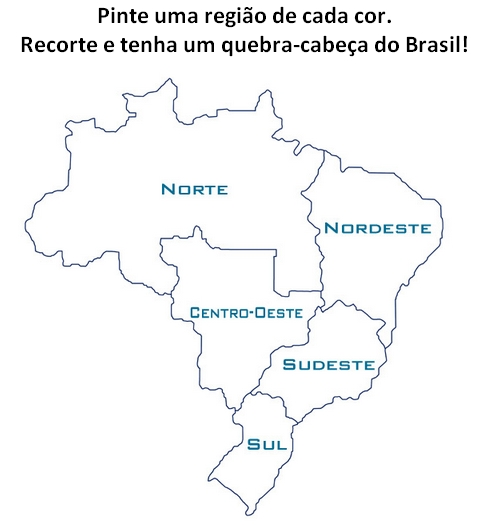 Pinte uma região de cada cor.
Recorte e tenha um quebra-cabeça do Brasil!
NORTE
NORDESTE
CENTRO-OESTE
SUDESTE
SUL